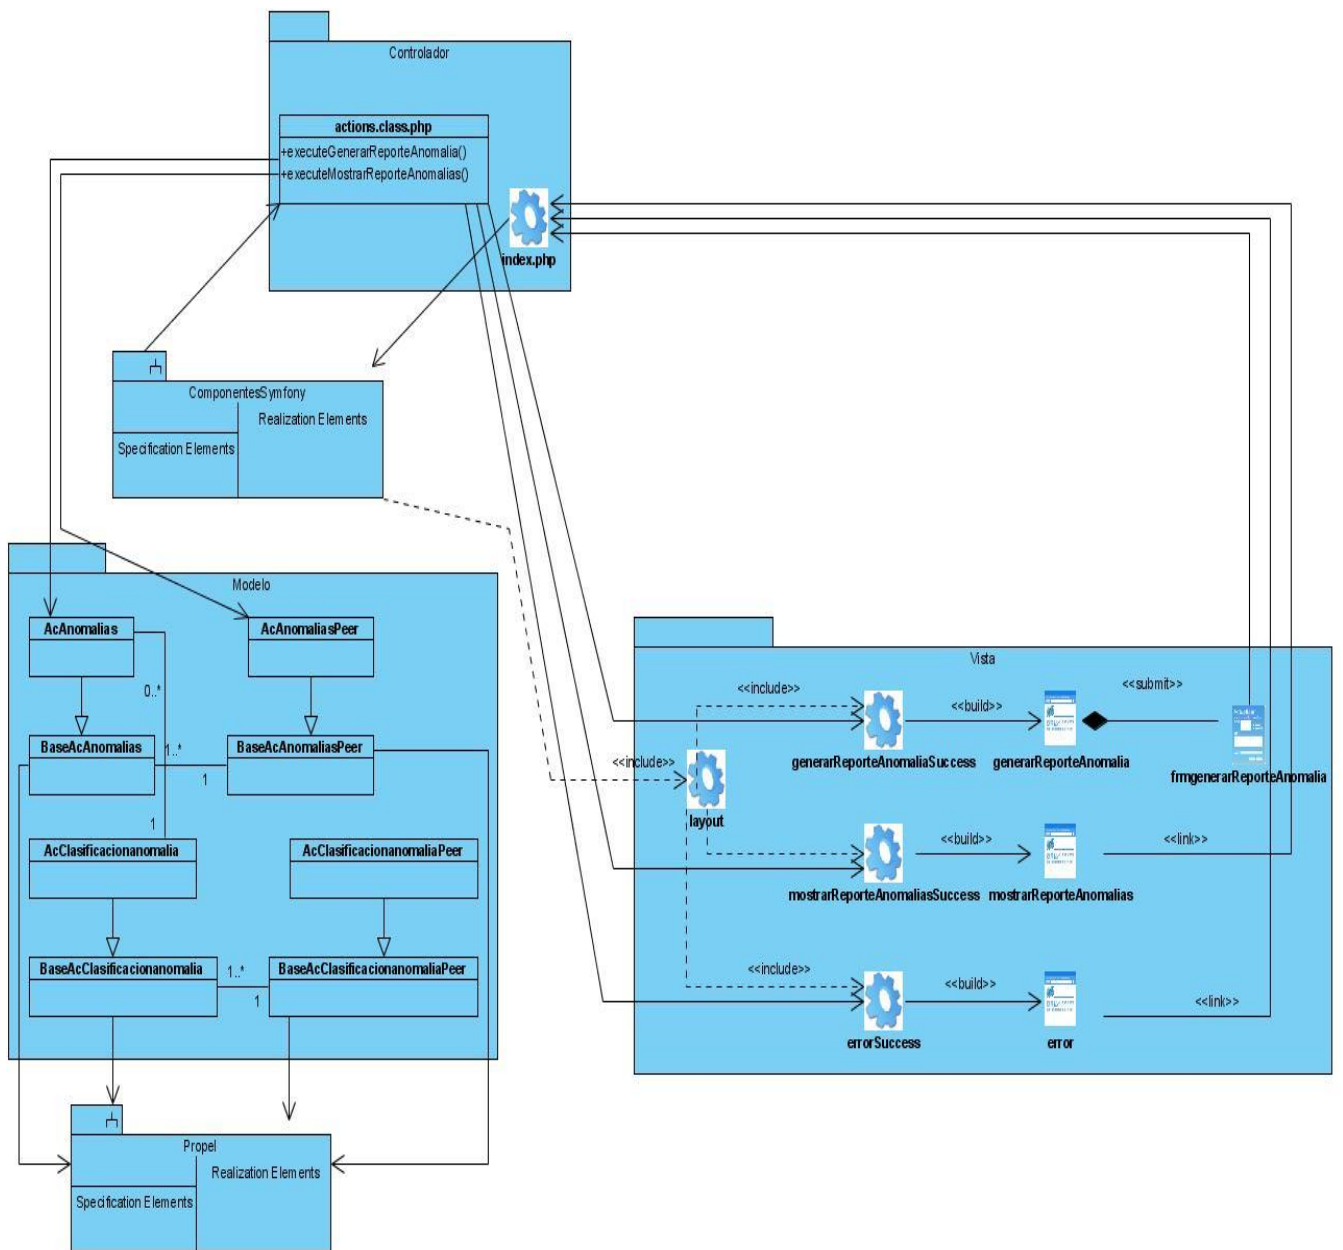 Controlador
actions.class.php
+executeGenerarReporteAnomalia()
+executeMostrarReporteAnomalias()
index.php
ComponentesSymfony
Realization Elements
Specification Elements
Modelo
AcAnomalias
AcAnomaliasPeer
0..*
BaseAcAnomalias
1..*
1
BaseAcAnomaliasPeer
1
AcClasificacionanomalia
AcClasificacionanomaliaPeer
BaseAcClasificacionanomalia
1..*
1
BaseAcClasificacionanomaliaPeer
Propel
Realization Elements
Specification Elements
Vista
<<include>>
<<build>>
<<submit>>
generarReporteAnomaliaSuccess
generarReporteAnomalia
frmgenerarReporteAnomalia
<<include>>
layout
<<build>>
<<link>>
mostrarReporteAnomaliasSuccess
mostrarReporteAnomalias
<<include>>
<<build>>
<<link>>
errorSuccess
error